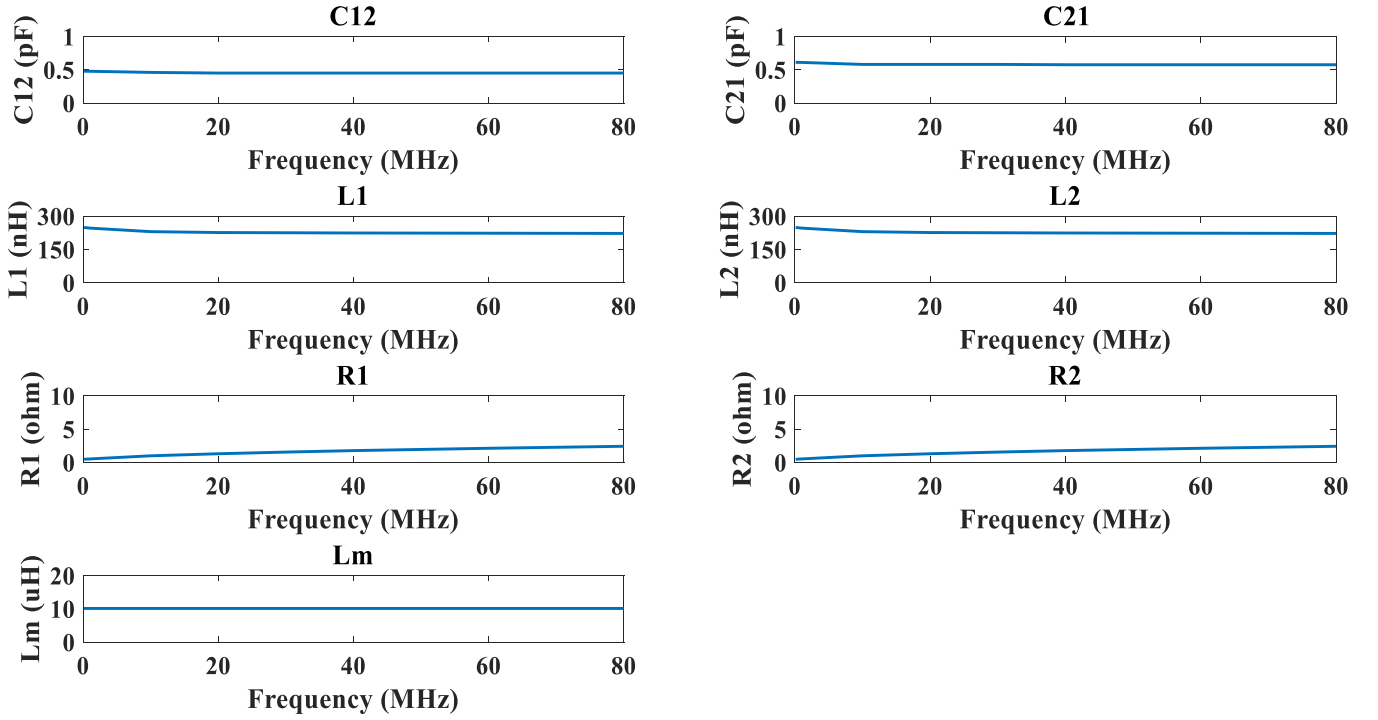 C12
C12 (pF)
1
0.5
0
0 20 40 60 80
Frequency (MHz)
C21
C21 (pF)
1
0.5
0
0 20 40 60 80
Frequency (MHz)
L1
L1 (nH)
300
150
0
0 20 40 60 80
Frequency (MHz)
L2
L2 (nH)
300
150
0
0 20 40 60 80
Frequency (MHz)
R1
R1 (ohm)
10
5
0
0 20 40 60 80
Frequency (MHz)
R2
R2 (ohm)
10
5
0
0 20 40 60 80
Frequency (MHz)
Lm
Lm (uH)
20
10
0
0 20 40 60 80
Frequency (MHz)